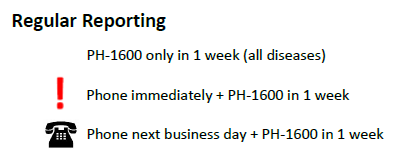 Regular Reporting
PH-1600 only in 1 week (all diseases)
Phone immediately + PH-1600 in 1 week
Phone next business day + PH-1600 in 1 week